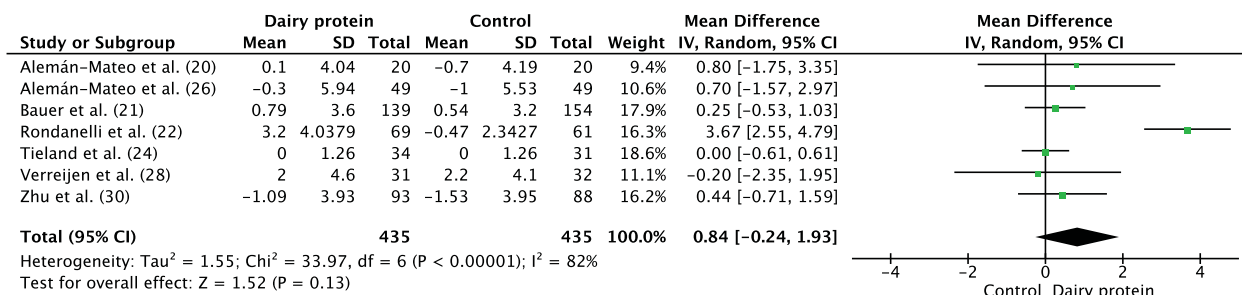 Dairy protein Control Mean Difference Mean Difference
Study or Subgroup Mean SD Total Mean SD Total Weight IV, Random, 95% CI IV, Random, 95% CI
Alemán–Mateo et al. (20) 0.1 4.04 20 −0.7 4.19 20 9.4% 0.80 [−1.75, 3.35]
Alemán–Mateo et al. (26) −0.3 5.94 49 −1 5.53 49 10.6% 0.70 [−1.57, 2.97]
Bauer et al. (21) 0.79 3.6 139 0.54 3.2 154 17.9% 0.25 [−0.53, 1.03]
Rondanelli et al. (22) 3.2 4.0379 69 −0.47 2.3427 61 16.3% 3.67 [2.55, 4.79]
Tieland et al. (24) 0 1.26 34 0 1.26 31 18.6% 0.00 [−0.61, 0.61]
Verreijen et al. (28) 2 4.6 31 2.2 4.1 32 11.1% −0.20 [−2.35, 1.95]
Zhu et al. (30) −1.09 3.93 93 −1.53 3.95 88 16.2% 0.44 [−0.71, 1.59]
Total (95% CI) 435 435 100.0% 0.84 [−0.24, 1.93]
Heterogeneity: Tau² = 1.55; Chi² = 33.97, df = 6 (P < 0.00001); I² = 82%
Test for overall effect: Z = 1.52 (P = 0.13)
−4 −2 0 2 4
Control Dairy protein